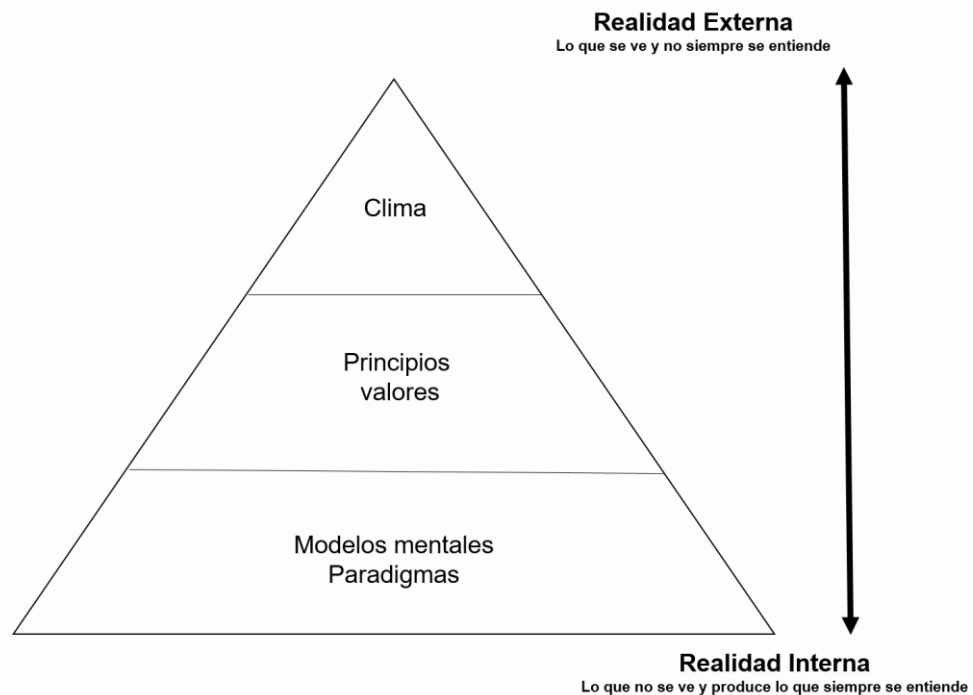 Realidad Externa
Lo que se ve y no siempre se entiende
Clima
Principios
valores
Modelos mentales
Paradigmas
Realidad Interna
Lo que no se ve y produce lo que siempre se entiende